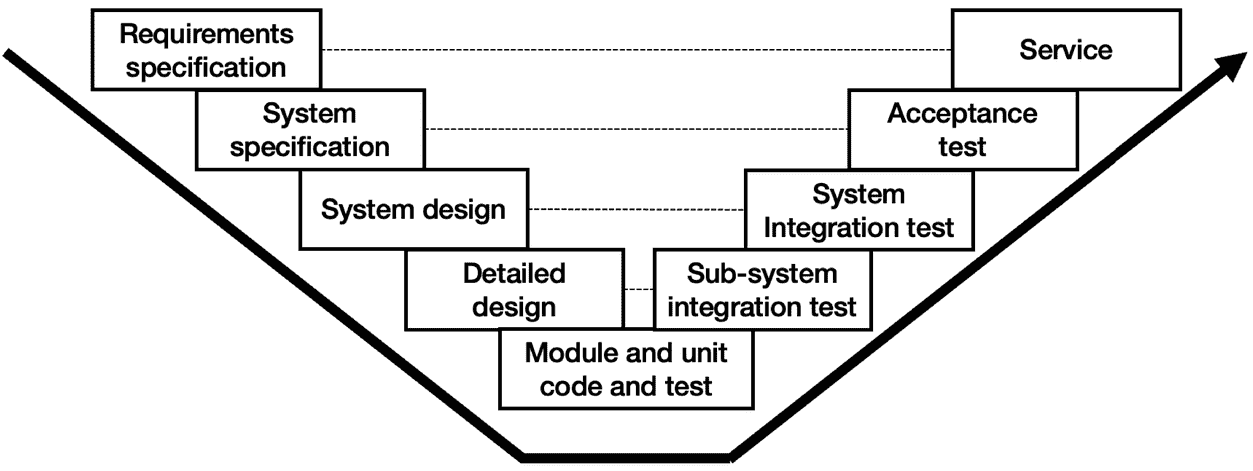 Requirements
specification
Service
System
specification
Acceptance
test
System design
System
Integration test
Detailed
design
Sub-system
integration test
Module and unit
code and test